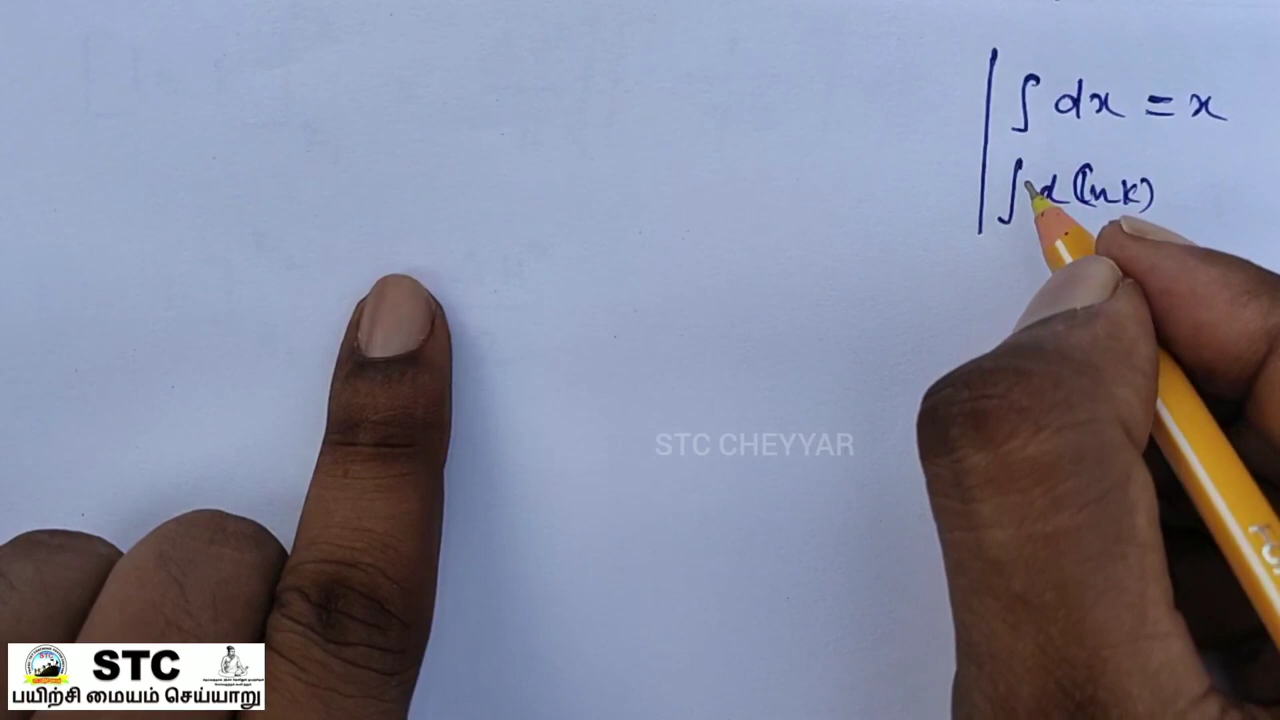 ∫ dx = x
∫ d(ln K)
STC CHEYYAR
STC
பயிற்சி மையம் செய்யாறு